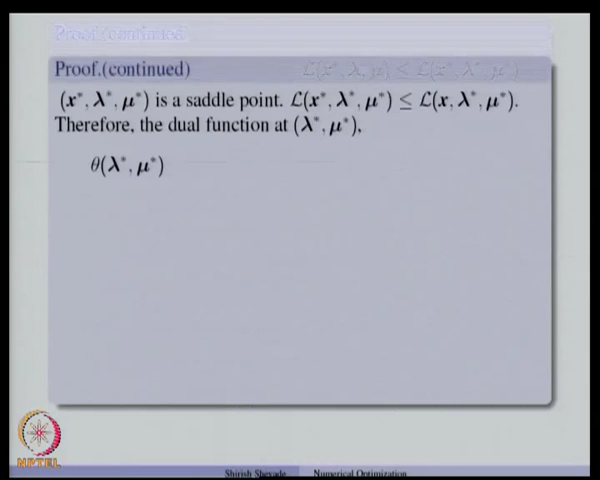 Proof.(continued)
Proof.(continued) ℒ(x*, λ, μ) ≤ ℒ(x*, λ*, μ*)
(x*, λ*, μ*) is a saddle point. ℒ(x*, λ*, μ*) ≤ ℒ(x, λ*, μ*).
Therefore, the dual function at (λ*, μ*),
θ(λ*, μ*)
NPTEL
Shirish Shevade Numerical Optimization